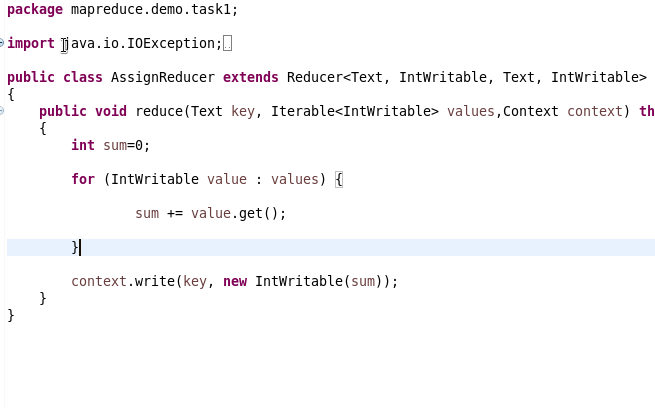 package mapreduce.demo.task1;
import java.io.IOException;
public class AssignReducer extends Reducer<Text, IntWritable, Text, IntWritable>
{
public void reduce(Text key, Iterable<IntWritable> values,Context context) th
{
int sum=0;
for (IntWritable value : values) {
sum += value.get();
}
context.write(key, new IntWritable(sum));
}
}